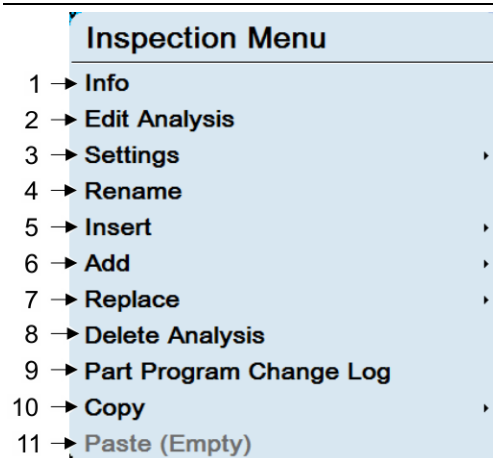 Inspection Menu
1 Info
2 Edit Analysis
3 Settings
4 Rename
5 Insert
6 Add
7 Replace
8 Delete Analysis
9 Part Program Change Log
10 Copy
11 Paste (Empty)